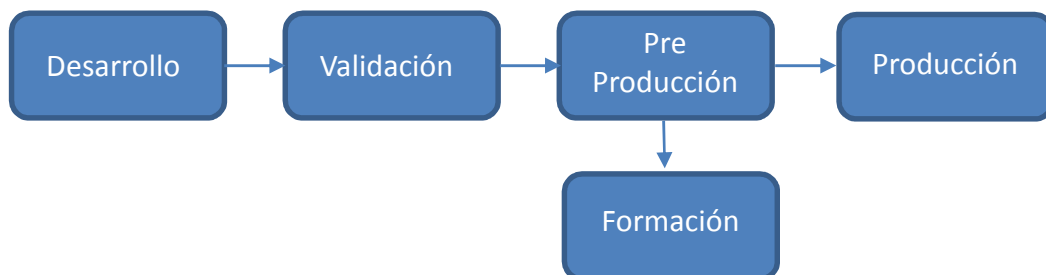 Desarrollo
Validación
Pre
Producción
Producción
Formación